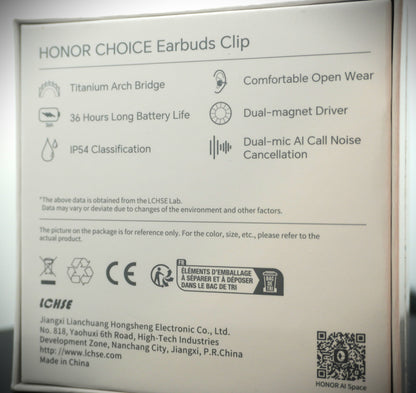 HONOR CHOICE Earbuds Clip
Titanium Arch Bridge
Comfortable Open Wear
36 Hours Long Battery Life
Dual-magnet Driver
IP54 Classification
Dual-mic AI Call Noise
Cancellation
*The above data is obtained from the LCHSE Lab.
Data may vary or deviate due to changes of the environment and other factors.
The picture on the package is for reference only. For the color, size, etc., please refer to the
actual product.
CE
FR
ÉLÉMENTS D'EMBALLAGE
À SÉPARER ET À DÉPOSER
DANS LE BAC DE TRI
BAC
DE TRI
LCHSE
Jiangxi Lianchuang Hongsheng Electronic Co., Ltd.
No. 818, Yaohuxi 6th Road, High-Tech Industries
Development Zone, Nanchang City, Jiangxi, P.R.China
http://www.lchse.com
Made in China
HONOR AI Space